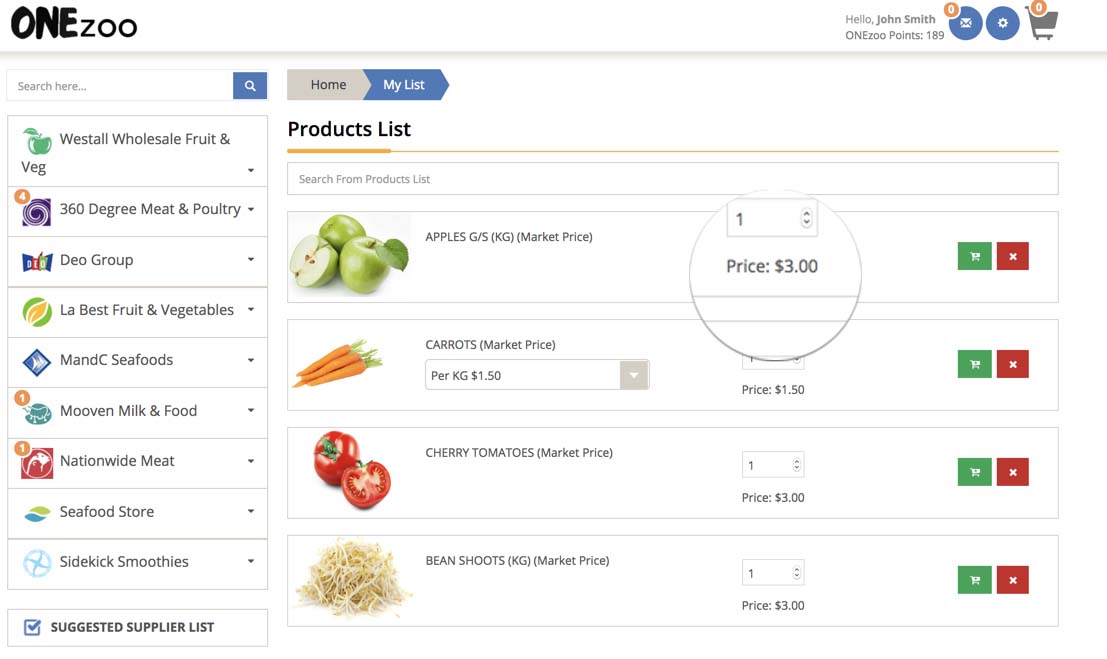 ONEzoo
Hello, John Smith
ONEzoo Points: 189
0
0
Search here...
Home
My List
Westall Wholesale Fruit &
Veg
4
360 Degree Meat & Poultry
DEO
Deo Group
La Best Fruit & Vegetables
MandC Seafoods
1
Mooven Milk & Food
1
Nationwide Meat
Seafood Store
Sidekick Smoothies
SUGGESTED SUPPLIER LIST
Products List
Search From Products List
APPLES G/S (KG) (Market Price)
1
Price: $3.00
CARROTS (Market Price)
Per KG $1.50
1
Price: $1.50
CHERRY TOMATOES (Market Price)
1
Price: $3.00
BEAN SHOOTS (KG) (Market Price)
1
Price: $3.00